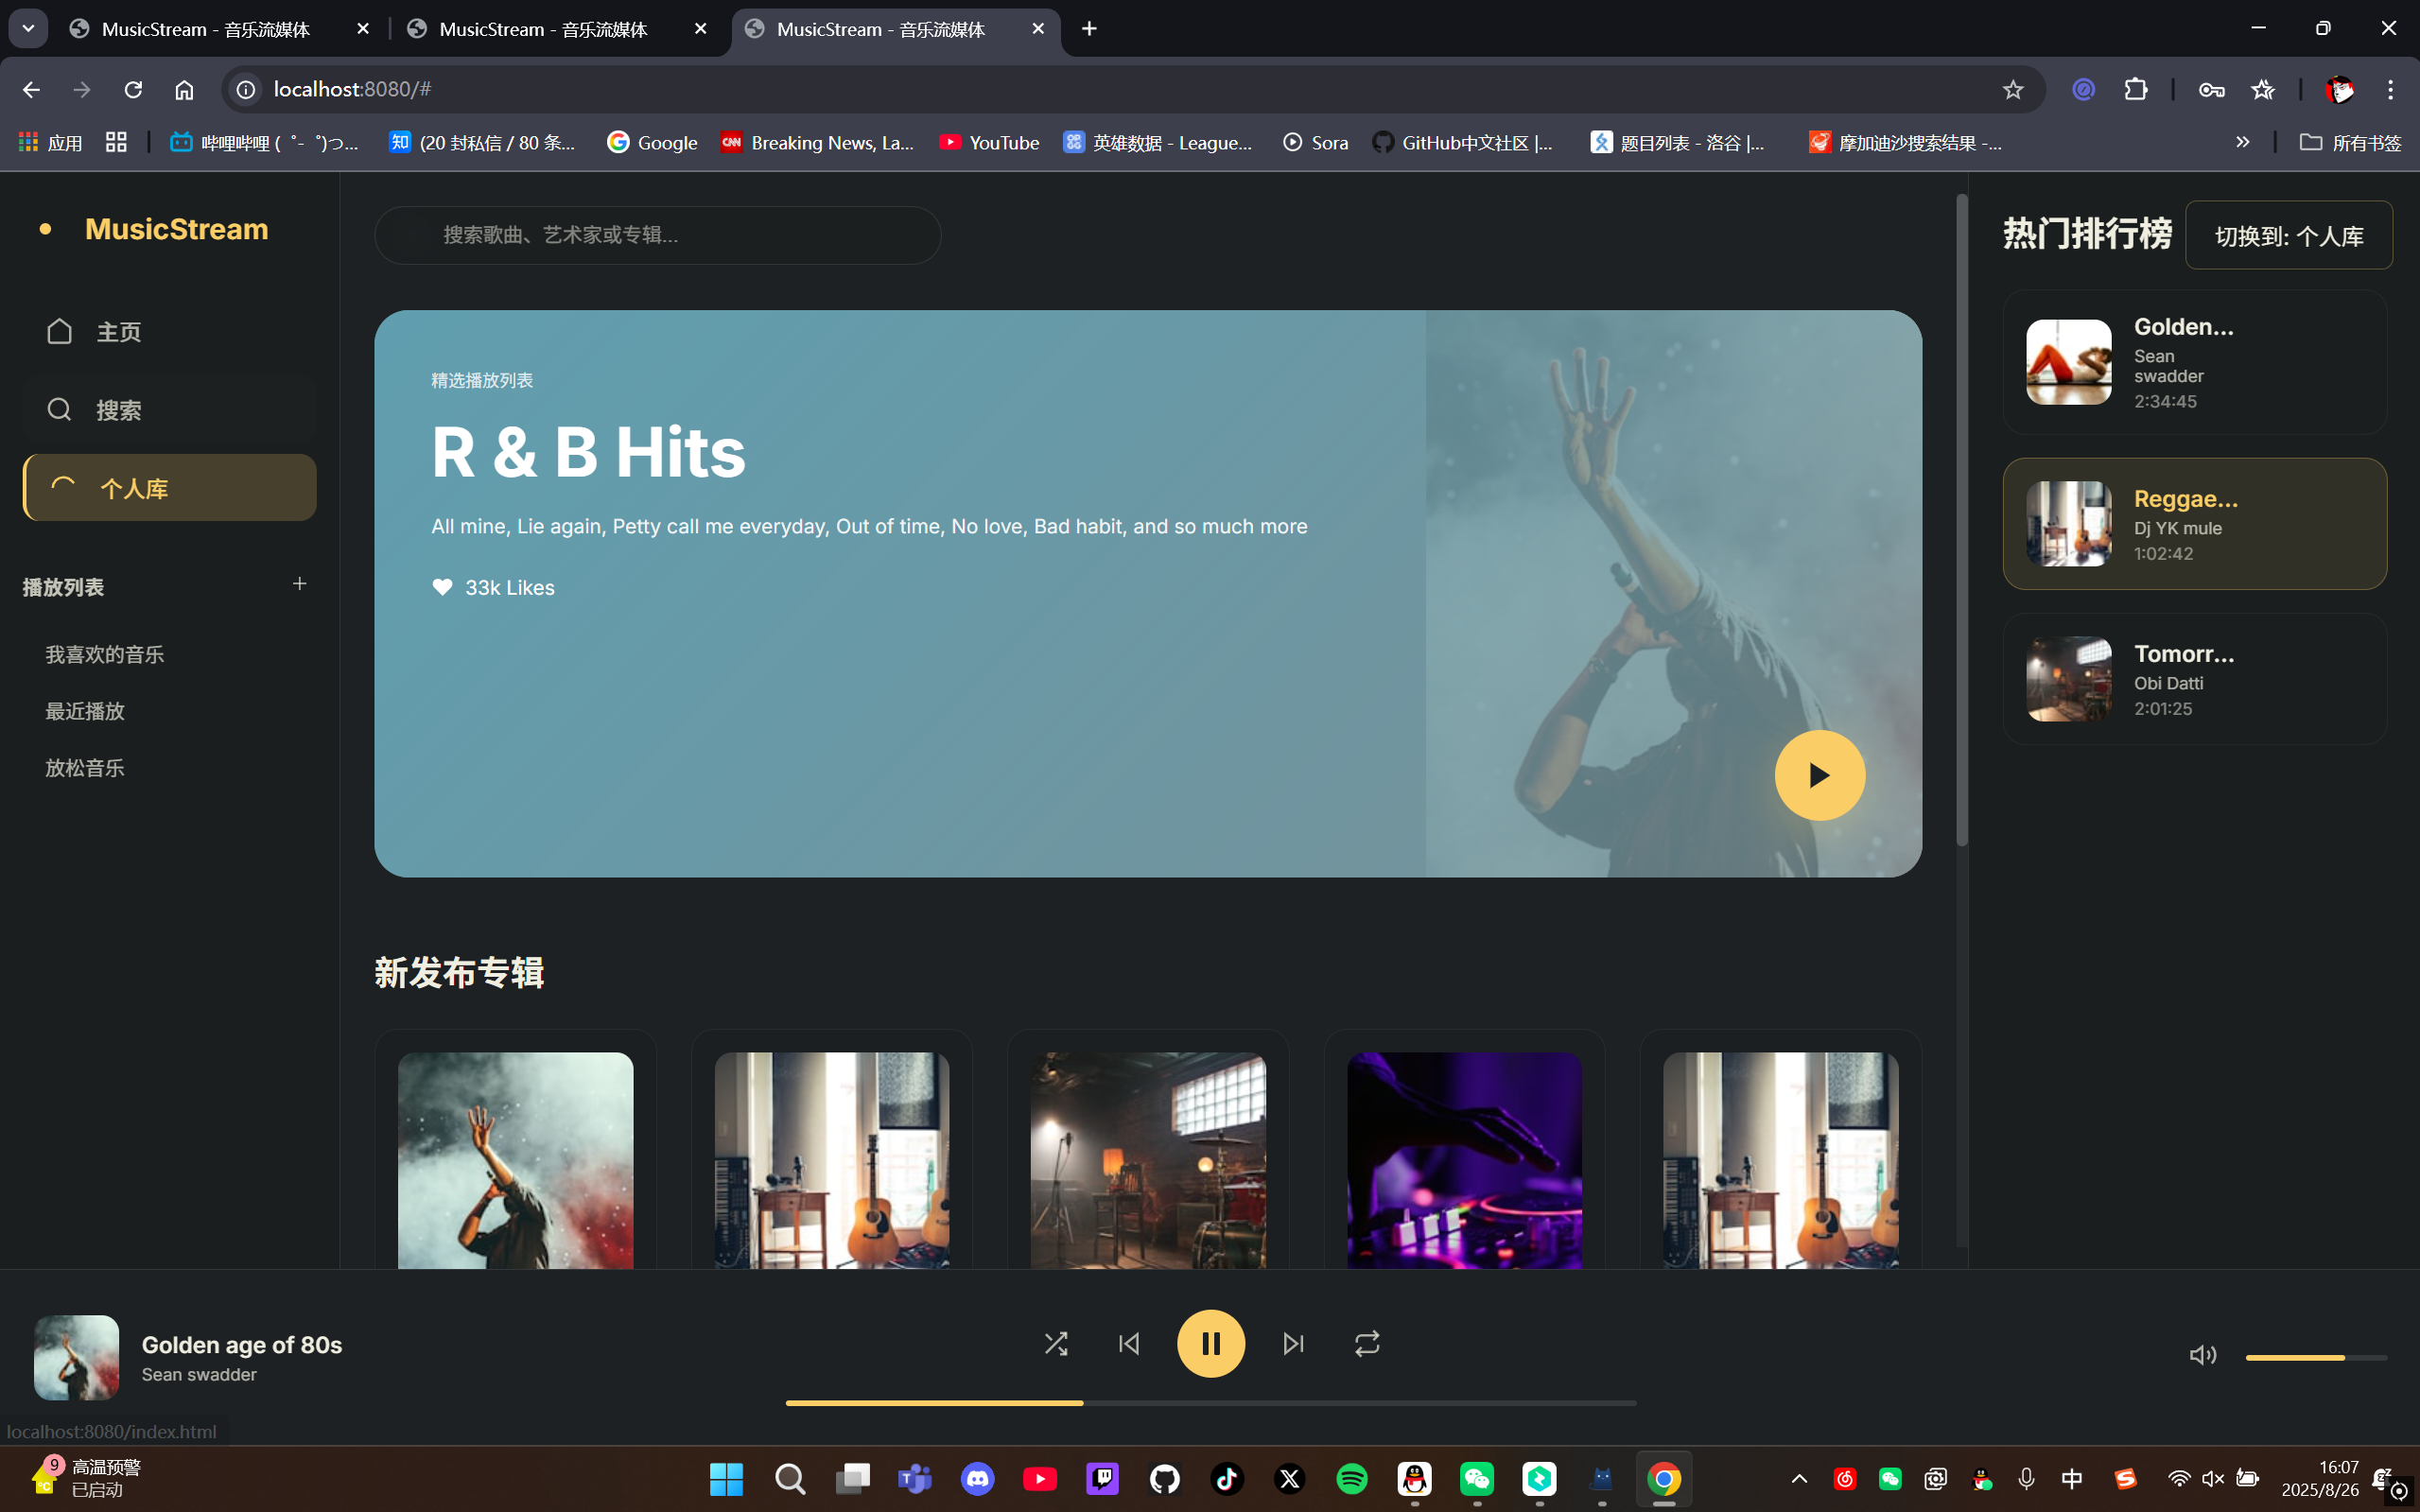 MusicStream - 音乐流媒体
MusicStream - 音乐流媒体
MusicStream - 音乐流媒体
localhost:8080/#
应用
哔哩哔哩 (゜-゜)つ...
知 (20 封私信 / 80 条...
Google
CNN Breaking News, La...
YouTube
英雄数据 - League...
Sora
GitHub中文社区 |...
题目列表 - 洛谷 |...
摩加迪沙搜索结果 -...
所有书签
MusicStream
主页
搜索
个人库
播放列表
我喜欢的音乐
最近播放
放松音乐
搜索歌曲、艺术家或专辑...
精选播放列表
R & B Hits
All mine, Lie again, Petty call me everyday, Out of time, No love, Bad habit, and so much more
33k Likes
新发布专辑
热门排行榜
切换到: 个人库
Golden...
Sean
swadder
2:34:45
Reggae...
Dj YK mule
1:02:42
Tomorr...
Obi Datti
2:01:25
Golden age of 80s
Sean swadder
localhost:8080/index.html
9
°C
高温预警
已启动
中
16:07
2025/8/26